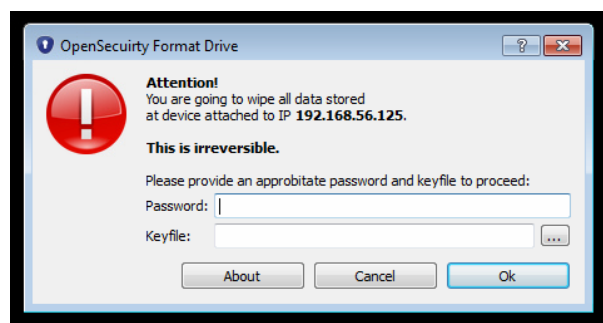 OpenSecuirty Format Drive
Attention!
You are going to wipe all data stored
at device attached to IP 192.168.56.125.
This is irreversible.
Please provide an approbitate password and keyfile to proceed:
Password:
Keyfile:
...
About Cancel Ok